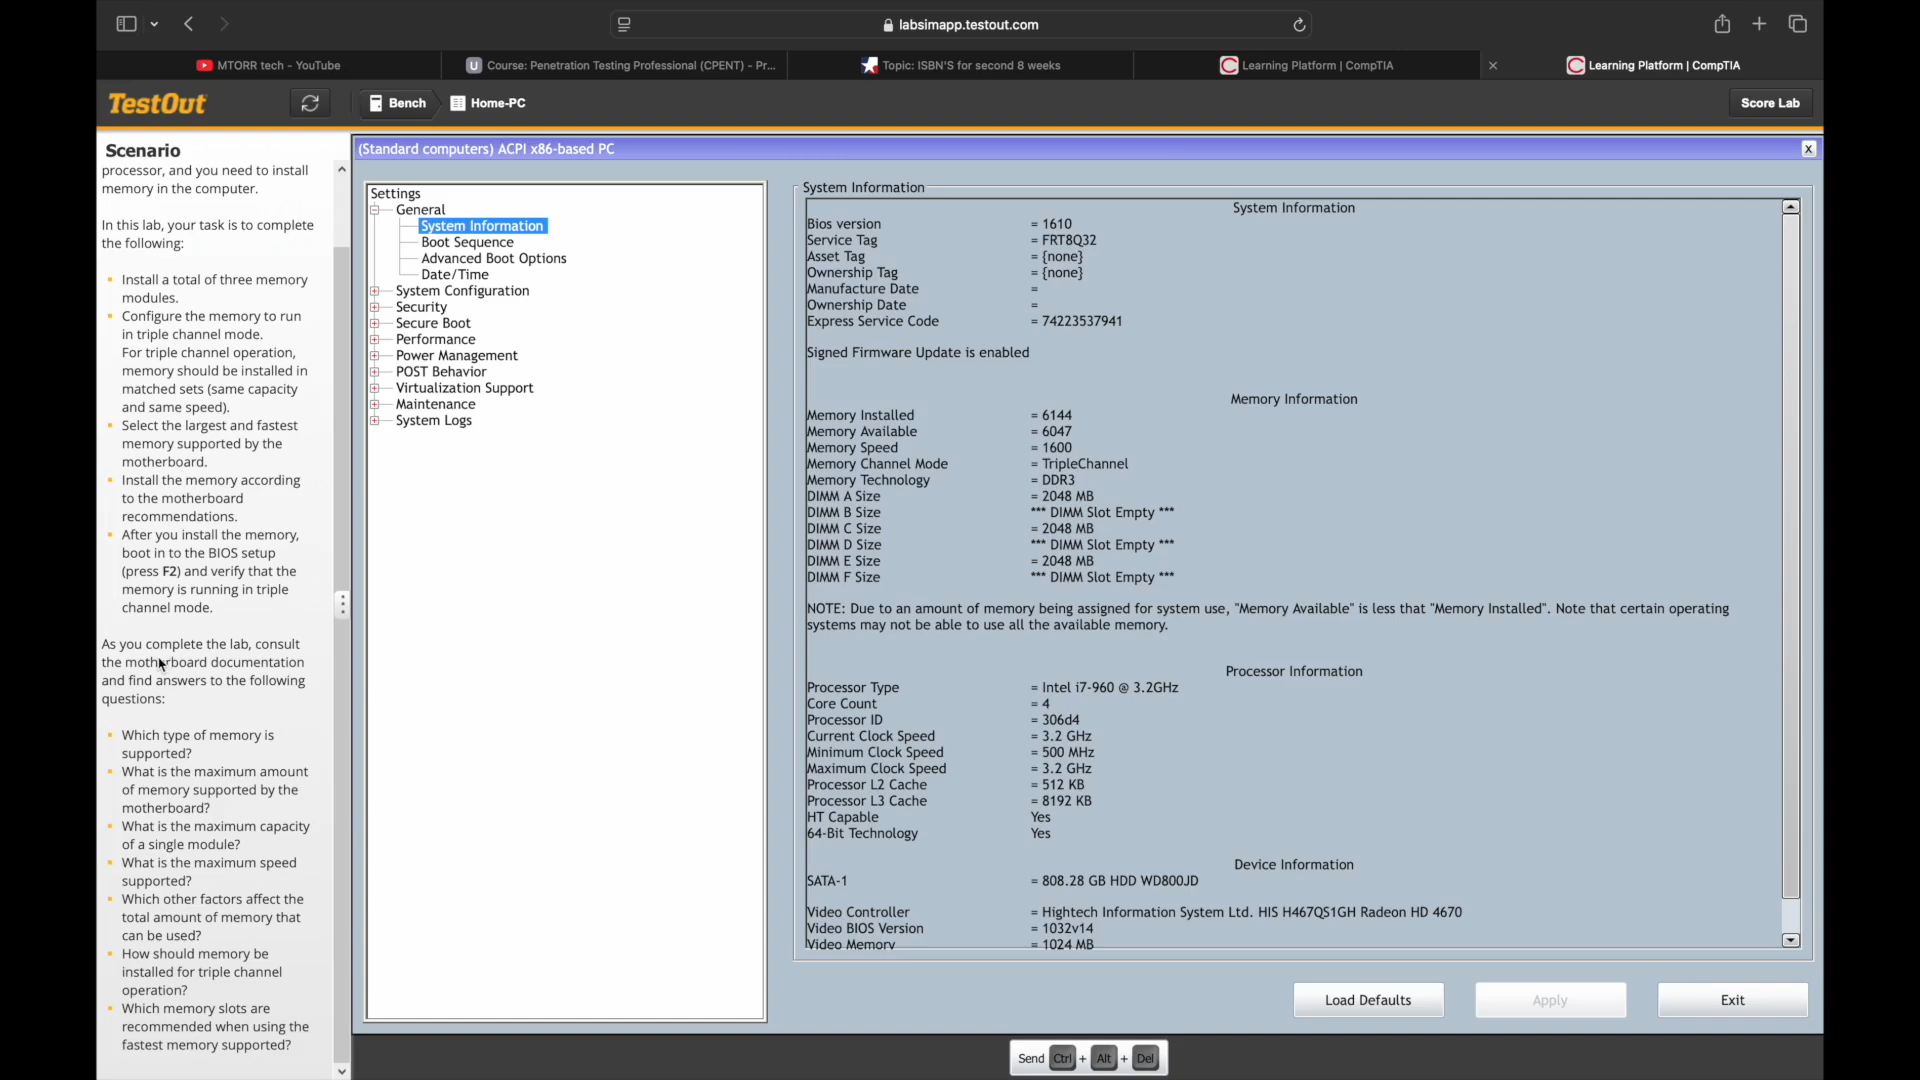 labsimapp.testout.com
MTORR tech - YouTube
Course: Penetration Testing Professional (CPENT) - Pr...
Topic: ISBN'S for second 8 weeks
Learning Platform | CompTIA
Learning Platform | CompTIA
TestOut
Bench
Home-PC
Score Lab
Scenario
processor, and you need to install
memory in the computer.
In this lab, your task is to complete
the following:
Install a total of three memory
modules.
Configure the memory to run
in triple channel mode.
For triple channel operation,
memory should be installed in
matched sets (same capacity
and same speed).
Select the largest and fastest
memory supported by the
motherboard.
Install the memory according
to the motherboard
recommendations.
After you install the memory,
boot in to the BIOS setup
(press F2) and verify that the
memory is running in triple
channel mode.
As you complete the lab, consult
the motherboard documentation
and find answers to the following
questions:
Which type of memory is
supported?
What is the maximum amount
of memory supported by the
motherboard?
What is the maximum capacity
of a single module?
What is the maximum speed
supported?
Which other factors affect the
total amount of memory that
can be used?
How should memory be
installed for triple channel
operation?
Which memory slots are
recommended when using the
fastest memory supported?
(Standard computers) ACPI x86-based PC
X
Settings
General
System Information
Boot Sequence
Advanced Boot Options
Date/Time
System Configuration
Security
Secure Boot
Performance
Power Management
POST Behavior
Virtualization Support
Maintenance
System Logs
System Information
System Information
Bios version = 1610
Service Tag = FRT8Q32
Asset Tag = {none}
Ownership Tag = {none}
Manufacture Date =
Ownership Date =
Express Service Code = 74223537941
Signed Firmware Update is enabled
Memory Information
Memory Installed = 6144
Memory Available = 6047
Memory Speed = 1600
Memory Channel Mode = TripleChannel
Memory Technology = DDR3
DIMM A Size = 2048 MB
DIMM B Size *** DIMM Slot Empty ***
DIMM C Size = 2048 MB
DIMM D Size *** DIMM Slot Empty ***
DIMM E Size = 2048 MB
DIMM F Size *** DIMM Slot Empty ***
NOTE: Due to an amount of memory being assigned for system use, "Memory Available" is less that "Memory Installed". Note that certain operating
systems may not be able to use all the available memory.
Processor Information
Processor Type = Intel i7-960 @ 3.2GHz
Core Count = 4
Processor ID = 306d4
Current Clock Speed = 3.2 GHz
Minimum Clock Speed = 500 MHz
Maximum Clock Speed = 3.2 GHz
Processor L2 Cache = 512 KB
Processor L3 Cache = 8192 KB
HT Capable Yes
64-Bit Technology Yes
Device Information
SATA-1 = 808.28 GB HDD WD800JD
Video Controller = Hightech Information System Ltd. HIS H467QS1GH Radeon HD 4670
Video BIOS Version = 1032v14
Video Memory = 1024 MB
Load Defaults
Apply
Exit
Send Ctrl + Alt + Del